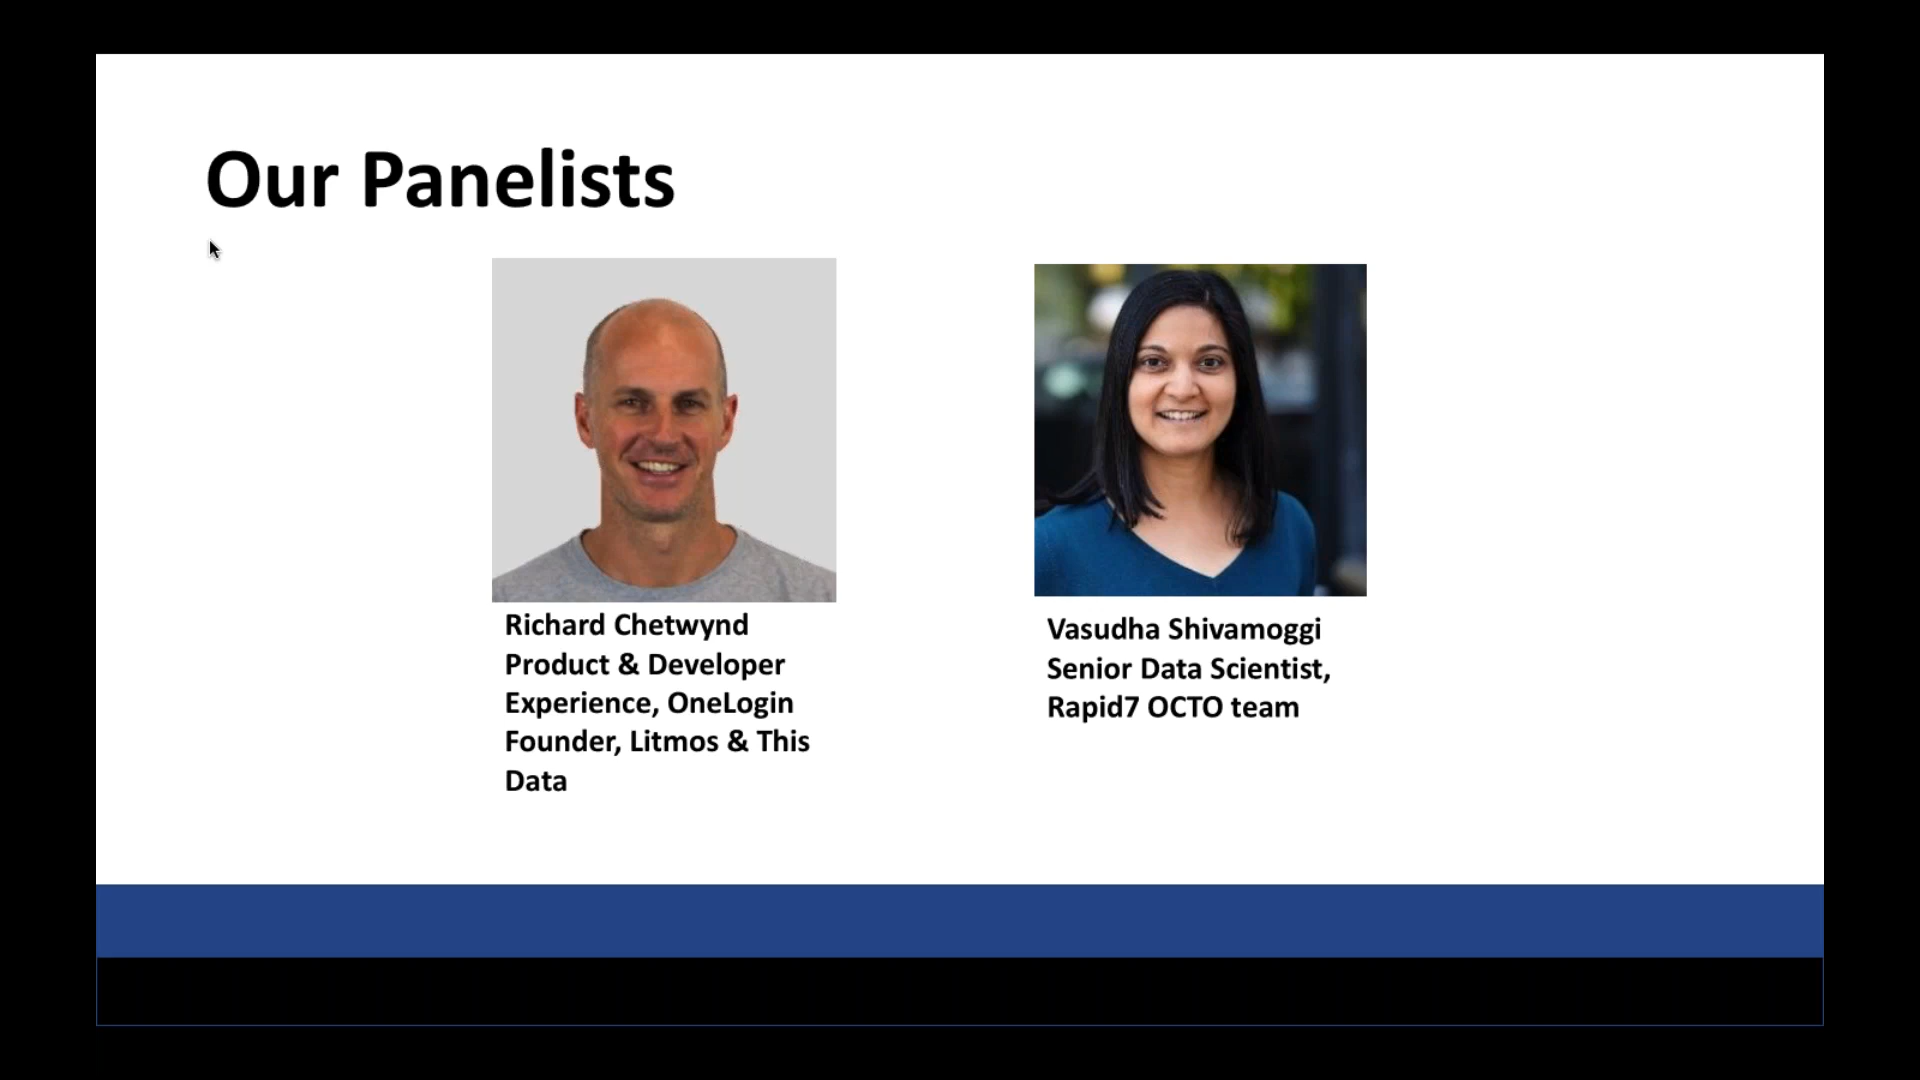 Our Panelists
Richard Chetwynd
Product & Developer
Experience, OneLogin
Founder, Litmos & This
Data
Vasudha Shivamoggi
Senior Data Scientist,
Rapid7 OCTO team